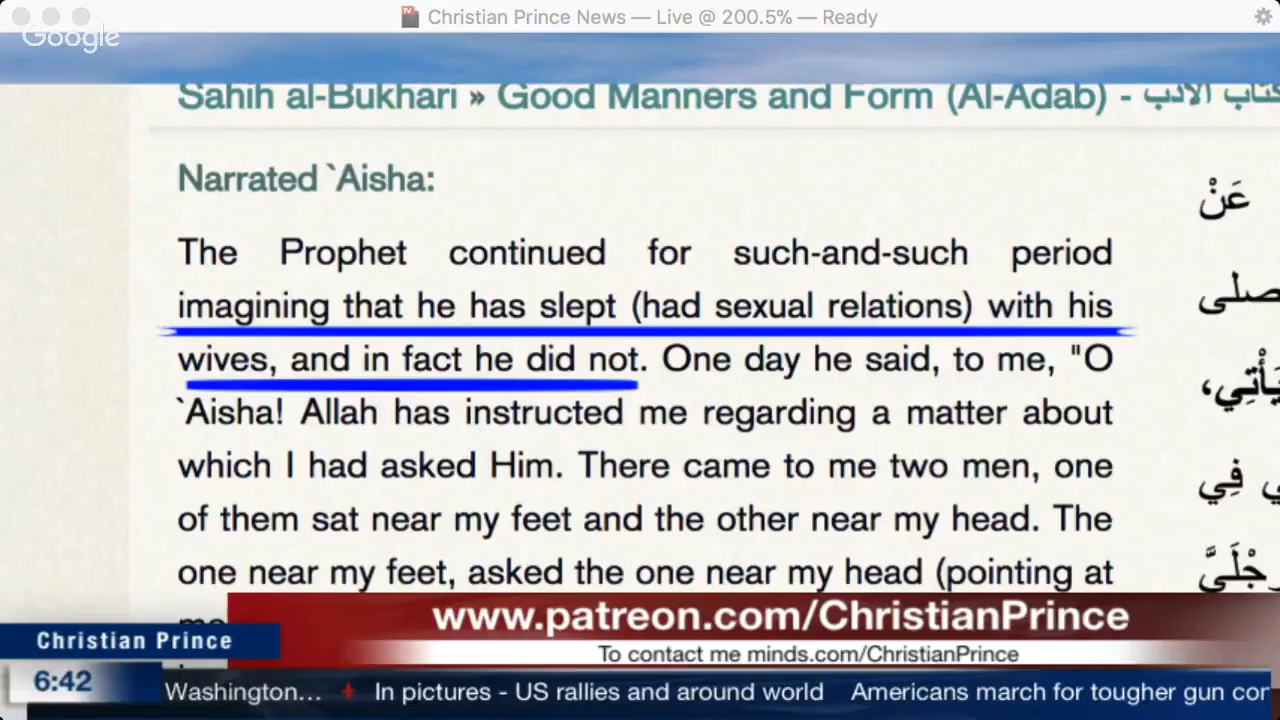 Christian Prince News — Live @ 200.5% — Ready
Google
Sahih al-Bukhari » Good Manners and Form (Al-Adab) - كتاب الأدب
Narrated `Aisha:
عَنْ
The Prophet continued for such-and-such period
imagining that he has slept (had sexual relations) with his
صلى
wives, and in fact he did not. One day he said, to me, "O
يَأْتِي،
`Aisha! Allah has instructed me regarding a matter about
which I had asked Him. There came to me two men, one
فِي
of them sat near my feet and the other near my head. The
one near my feet, asked the one near my head (pointing at
رِجْلَىَّ
www.patreon.com/ChristianPrince
Christian Prince
To contact me minds.com/ChristianPrince
6:42
Washington... In pictures - US rallies and around world Americans march for tougher gun con